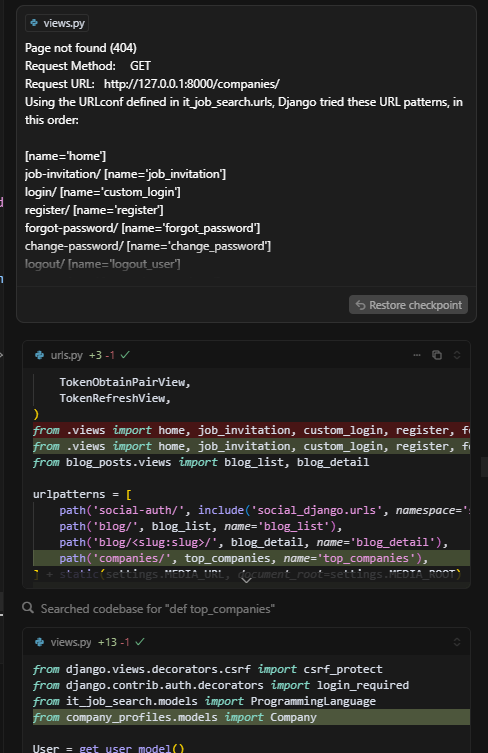 views.py
Page not found (404)
Request Method: GET
Request URL: http://127.0.0.1:8000/companies/
Using the URLconf defined in it_job_search.urls, Django tried these URL patterns, in
this order:
[name='home']
job-invitation/ [name='job_invitation']
login/ [name='custom_login']
register/ [name='register']
forgot-password/ [name='forgot_password']
change-password/ [name='change_password']
logout/ [name='logout_user']
Restore checkpoint
urls.py +3 -1
TokenObtainPairView,
TokenRefreshView,
)
from .views import home, job_invitation, custom_login, register,
from .views import home, job_invitation, custom_login, register,
from blog_posts.views import blog_list, blog_detail
urlpatterns = [
path('social-auth/', include('social_django.urls', namespace=
path('blog/', blog_list, name='blog_list'),
path('blog/<slug:slug>/', blog_detail, name='blog_detail'),
path('companies/', top_companies, name='top_companies'),
] + static(settings.MEDIA_URL, document_root=settings.MEDIA_ROOT)
Searched codebase for "def top_companies"
views.py +13 -1
from django.views.decorators.csrf import csrf_protect
from django.contrib.auth.decorators import login_required
from it_job_search.models import ProgrammingLanguage
from company_profiles.models import Company
User = get_user_model()